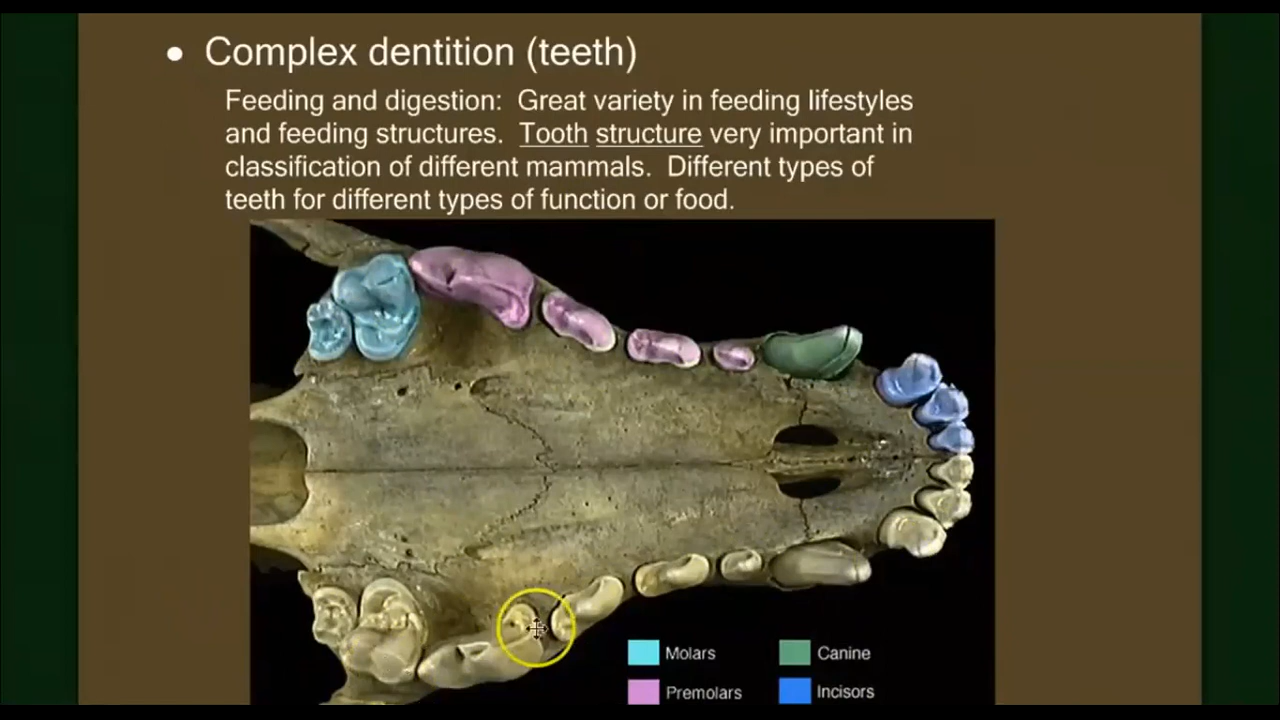 • Complex dentition (teeth)
Feeding and digestion: Great variety in feeding lifestyles
and feeding structures. Tooth structure very important in
classification of different mammals. Different types of
teeth for different types of function or food.
Molars
Canine
Premolars
Incisors